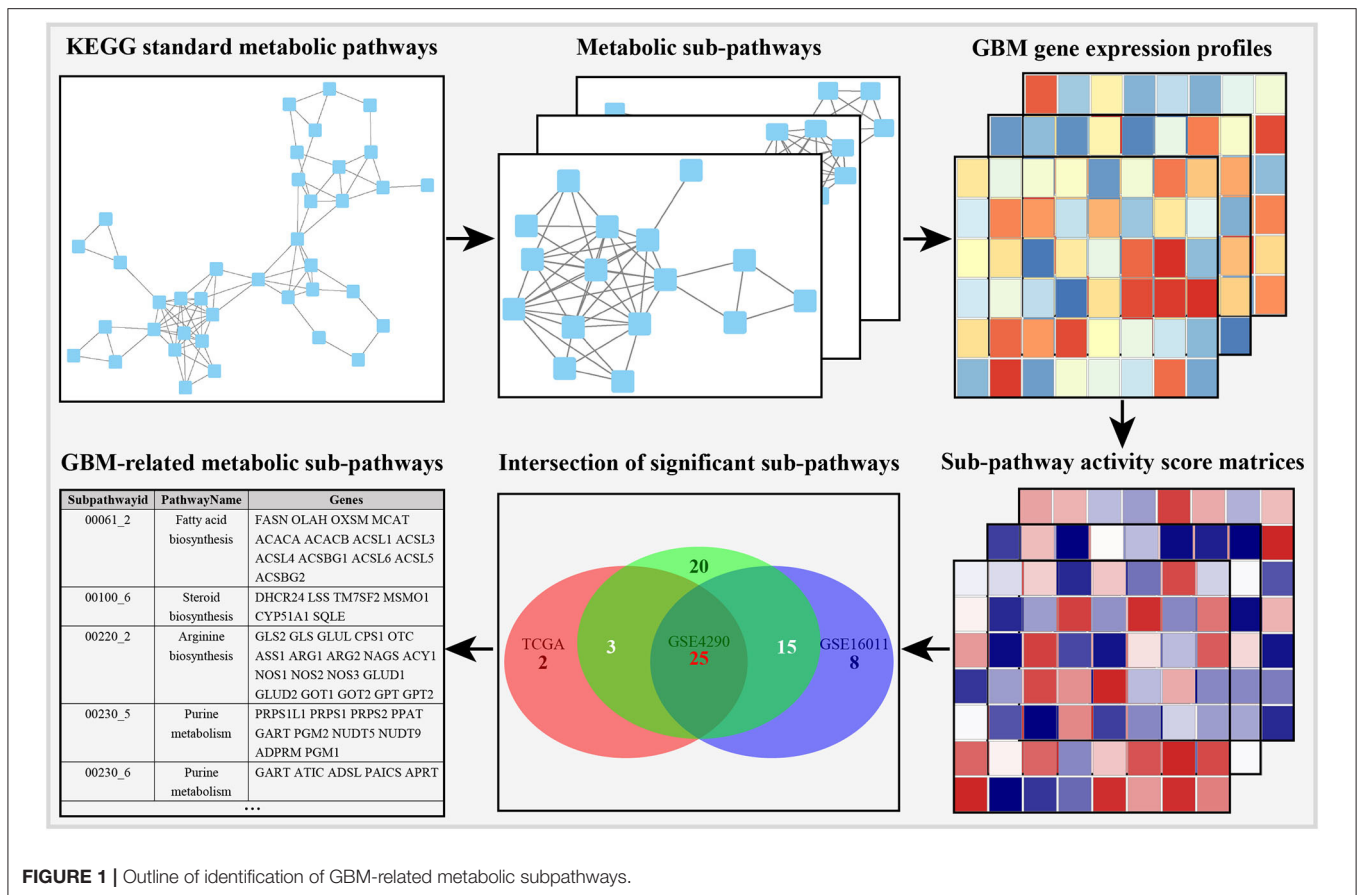 KEGG standard metabolic pathways
Metabolic sub-pathways
GBM gene expression profiles
GBM-related metabolic sub-pathways
Intersection of significant sub-pathways
Sub-pathway activity score matrices
Subpathwayid PathwayName Genes
00061_2 Fatty acid biosynthesis FASN OLAH OXSM MCAT
ACACA ACACB ACSL1 ACSL3
ACSL4 ACSBG1 ACSL6 ACSL5
ACSBG2
00100_6 Steroid biosynthesis DHCR24 LSS TM7SF2 MSMO1
CYP51A1 SQLE
00220_2 Arginine biosynthesis GLS2 GLS GLUL CPS1 OTC
ASS1 ARG1 ARG2 NAGS ACY1
NOS1 NOS2 NOS3 GLUD1
GLUD2 GOT1 GOT2 GPT GPT2
00230_5 Purine metabolism PRPS1L1 PRPS1 PRPS2 PPAT
GART PGM2 NUDT5 NUDT9
ADPRM PGM1
00230_6 Purine metabolism GART ATIC ADSL PAICS APRT
...
20
TCGA
2
3
GSE4290
25
15
GSE16011
8
FIGURE 1 | Outline of identification of GBM-related metabolic subpathways.